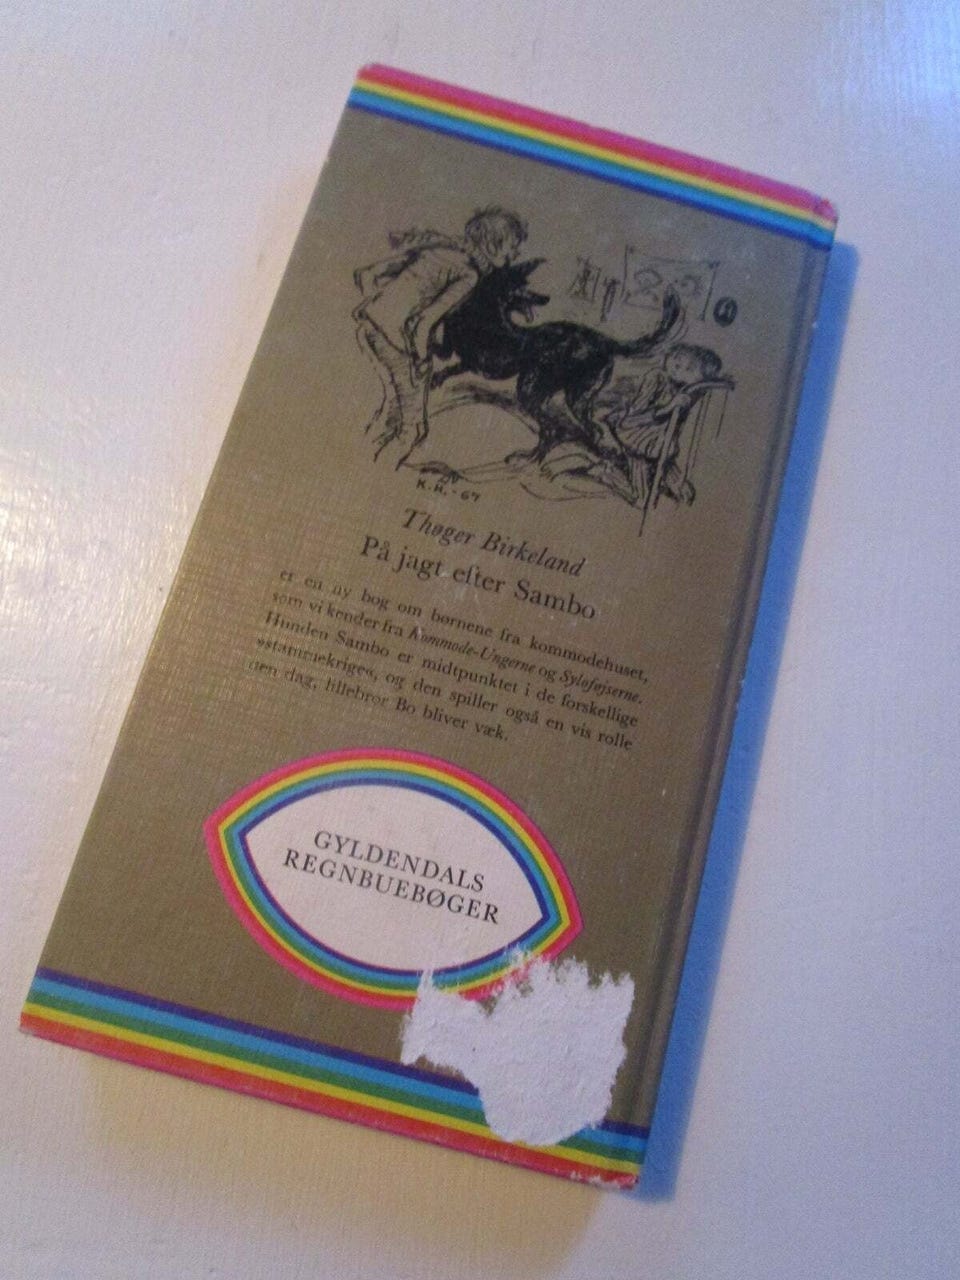 K.H.-67
Thøger Birkeland
På jagt efter Sambo
er en ny bog om børnene fra kommodehuset,
som vi kender fra Kommode-Ungerne og Syloføjserne.
Hunden Sambo er midtpunktet i de forskellige
»stammekrige«, og den spiller også en vis rolle
den dag, lillebror Bo bliver væk.
GYLDENDALS
REGNBUEBØGER